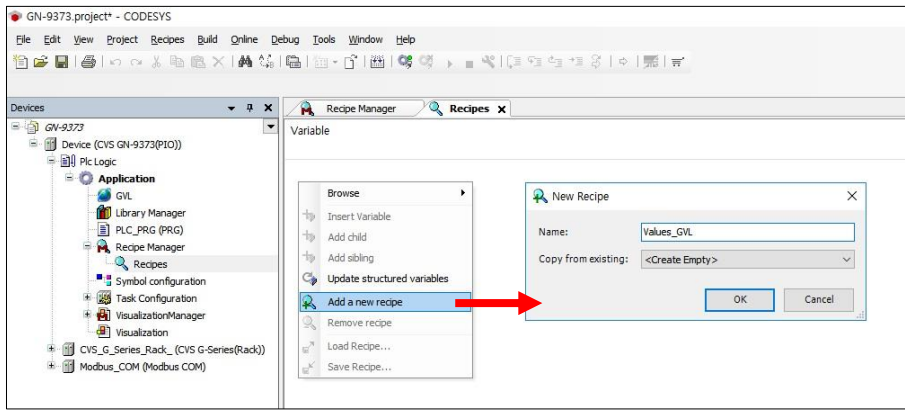 GN-9373.project* - CODESYS
File Edit View Project Recipes Build Online Debug Tools Window Help
Devices
GN-9373
Device (CVS GN-9373(PIO))
Plc Logic
Application
GVL
Library Manager
PLC_PRG (PRG)
Recipe Manager
Recipes
Symbol configuration
Task Configuration
VisualizationManager
Visualization
CVS_G_Series_Rack_ (CVS G-Series(Rack))
Modbus_COM (Modbus COM)
Recipe Manager Recipes X
Variable
Browse
Insert Variable
Add child
Add sibling
Update structured variables
Add a new recipe
Remove recipe
Load Recipe...
Save Recipe...
New Recipe
Name: Values_GVL
Copy from existing: <Create Empty>
OK Cancel